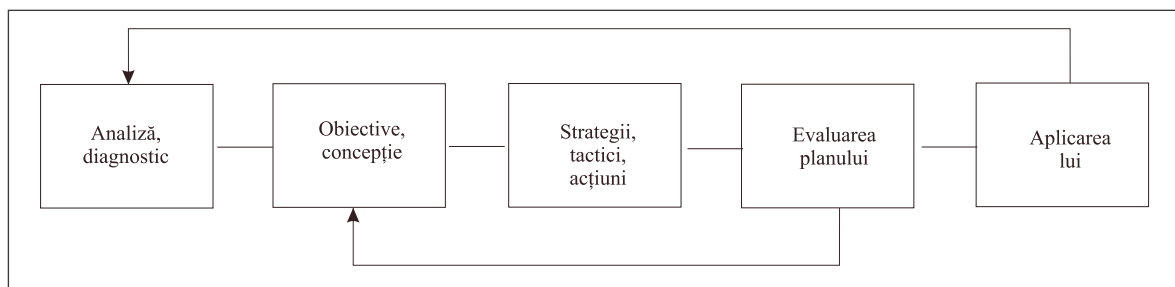 Analiză,
diagnostic
Obiective,
concepție
Strategii,
tactici,
acțiuni
Evaluarea
planului
Aplicarea
lui